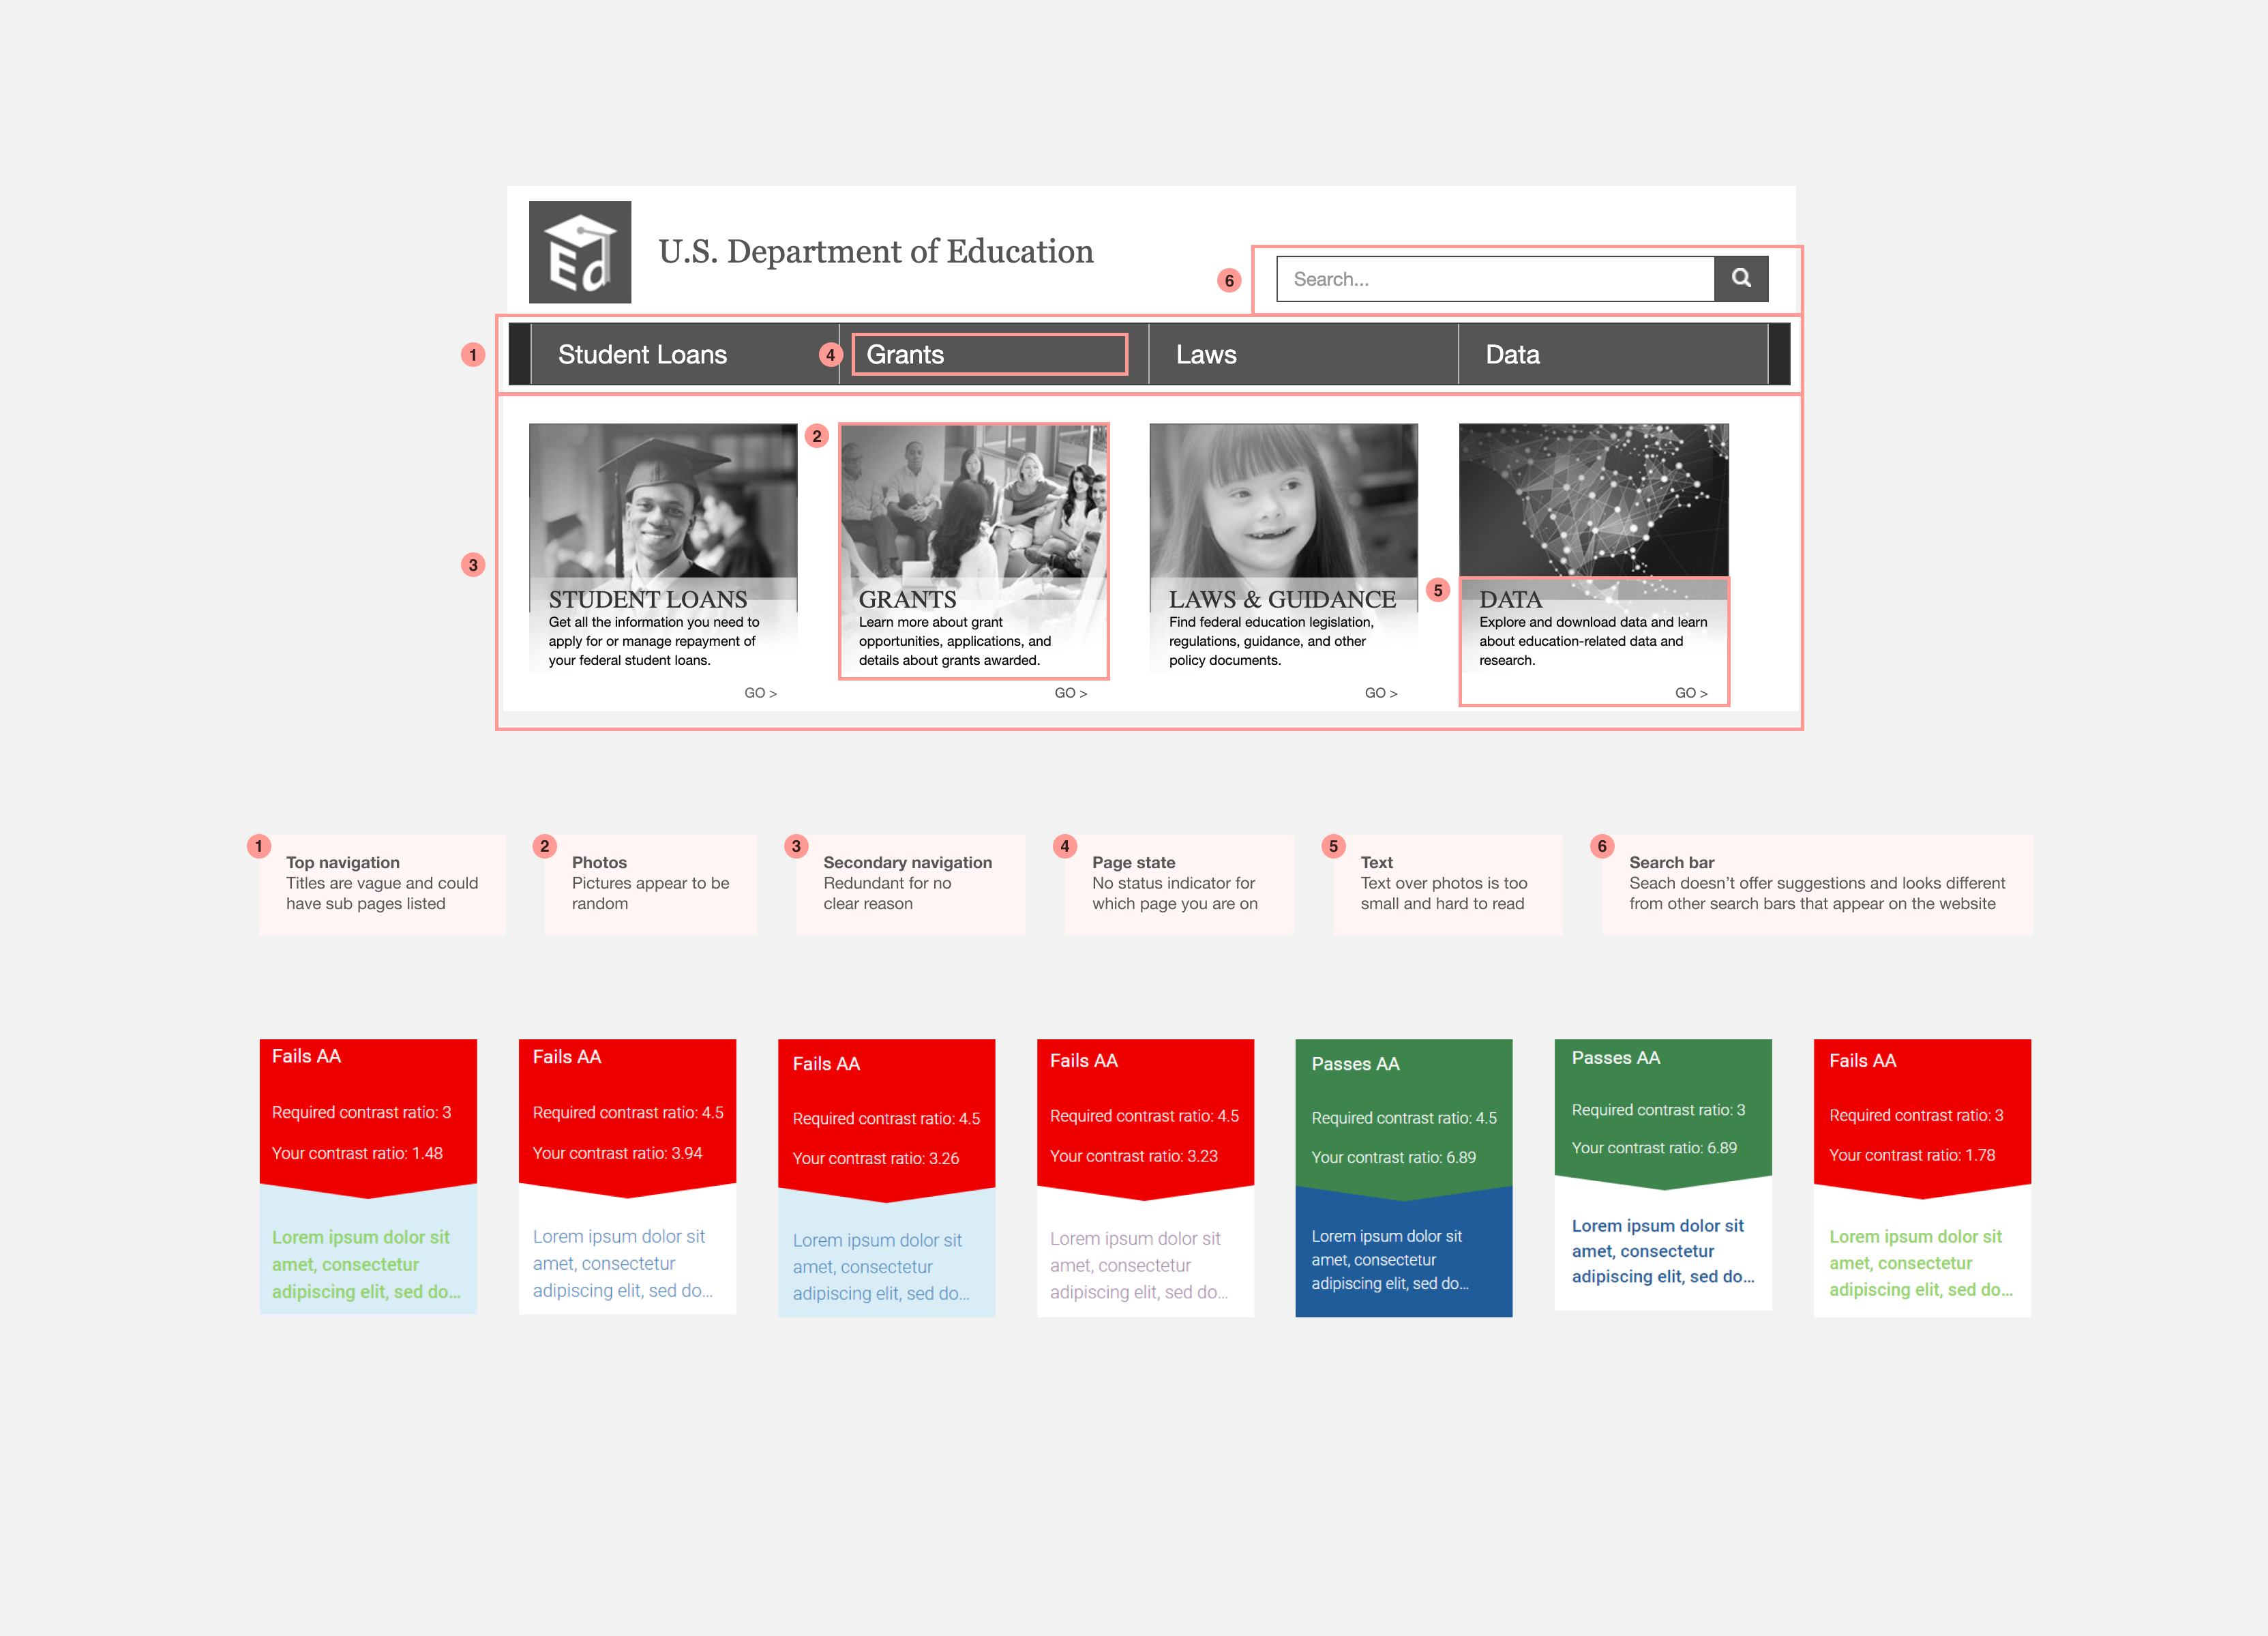 Ed
U.S. Department of Education
6
Search...
1
Student Loans
4
Grants
Laws
Data
2
3
STUDENT LOANS
Get all the information you need to
apply for or manage repayment of
your federal student loans.
GO >
GRANTS
Learn more about grant
opportunities, applications, and
details about grants awarded.
GO >
LAWS & GUIDANCE
Find federal education legislation,
regulations, guidance, and other
policy documents.
GO >
5
DATA
Explore and download data and learn
about education-related data and
research.
GO >
1
Top navigation
Titles are vague and could
have sub pages listed
2
Photos
Pictures appear to be
random
3
Secondary navigation
Redundant for no
clear reason
4
Page state
No status indicator for
which page you are on
5
Text
Text over photos is too
small and hard to read
6
Search bar
Seach doesn't offer suggestions and looks different
from other search bars that appear on the website
Fails AA
Required contrast ratio: 3
Your contrast ratio: 1.48
Lorem ipsum dolor sit
amet, consectetur
adipiscing elit, sed do...
Fails AA
Required contrast ratio: 4.5
Your contrast ratio: 3.94
Lorem ipsum dolor sit
amet, consectetur
adipiscing elit, sed do...
Fails AA
Required contrast ratio: 4.5
Your contrast ratio: 3.26
Lorem ipsum dolor sit
amet, consectetur
adipiscing elit, sed do...
Fails AA
Required contrast ratio: 4.5
Your contrast ratio: 3.23
Lorem ipsum dolor sit
amet, consectetur
adipiscing elit, sed do...
Passes AA
Required contrast ratio: 4.5
Your contrast ratio: 6.89
Lorem ipsum dolor sit
amet, consectetur
adipiscing elit, sed do...
Passes AA
Required contrast ratio: 3
Your contrast ratio: 6.89
Lorem ipsum dolor sit
amet, consectetur
adipiscing elit, sed do...
Fails AA
Required contrast ratio: 3
Your contrast ratio: 1.78
Lorem ipsum dolor sit
amet, consectetur
adipiscing elit, sed do...